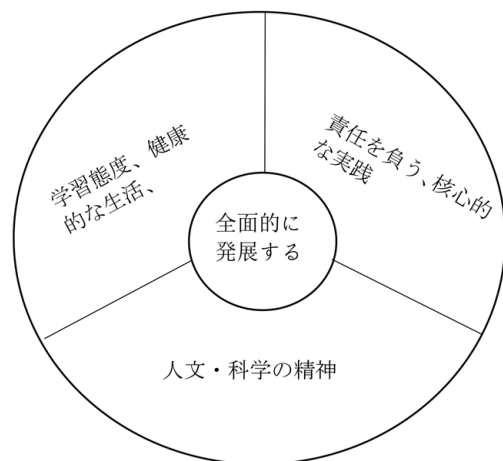 学習態度、健康
的な生活、
責任を負う、核心的
な実践
全面的に
発展する
人文・科学の精神